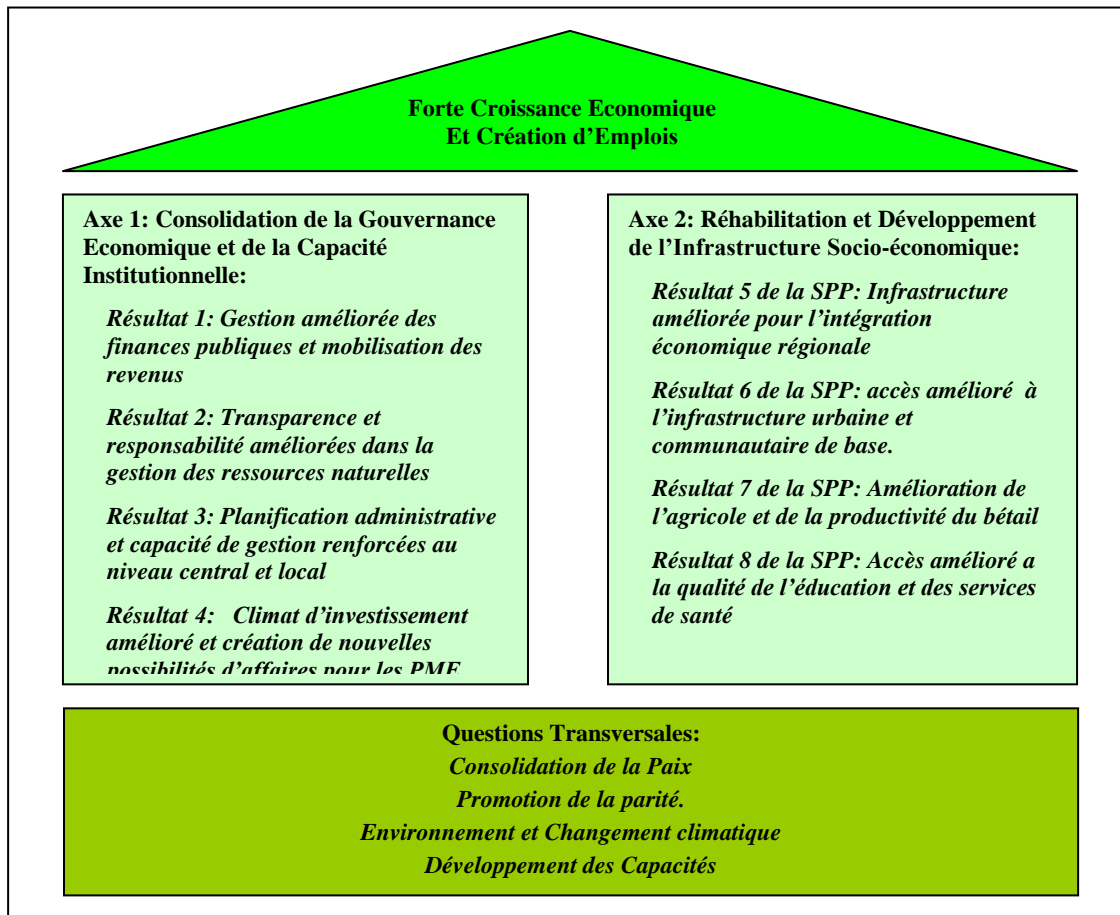 Forte Croissance Economique
Et Création d’Emplois
Axe 1: Consolidation de la Gouvernance
Economique et de la Capacité
Institutionnelle:
Résultat 1: Gestion améliorée des
finances publiques et mobilisation des
revenus
Résultat 2: Transparence et
responsabilité améliorées dans la
gestion des ressources naturelles
Résultat 3: Planification administrative
et capacité de gestion renforcées au
niveau central et local
Résultat 4: Climat d’investissement
amélioré et création de nouvelles
possibilités d’affaires pour les PME
Axe 2: Réhabilitation et Développement
de l’Infrastructure Socio-économique:
Résultat 5 de la SPP: Infrastructure
améliorée pour l’intégration
économique régionale
Résultat 6 de la SPP: accès amélioré à
l’infrastructure urbaine et
communautaire de base.
Résultat 7 de la SPP: Amélioration de
l’agricole et de la productivité du bétail
Résultat 8 de la SPP: Accès amélioré a
la qualité de l’éducation et des services
de santé
Questions Transversales:
Consolidation de la Paix
Promotion de la parité.
Environnement et Changement climatique
Développement des Capacités